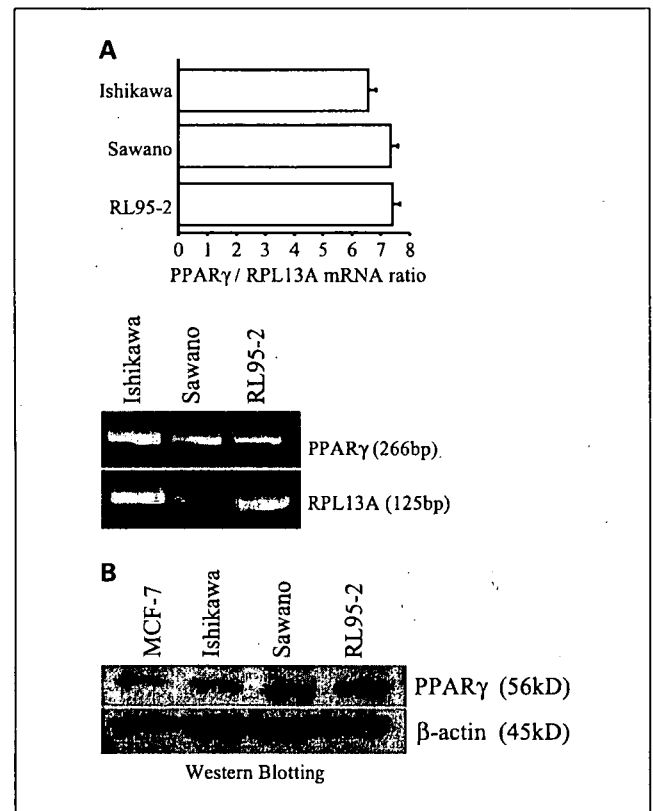 A
Ishikawa
Sawano
RL95-2
0 1 2 3 4 5 6 7 8
PPARγ / RPL13A mRNA ratio
Ishikawa
Sawano
RL95-2
PPARγ (266bp)
RPL13A (125bp)
B
MCF-7
Ishikawa
Sawano
RL95-2
PPARγ (56kD)
β-actin (45kD)
Western Blotting